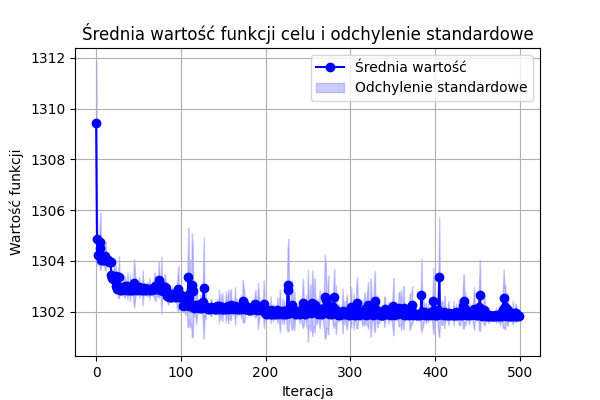 Średnia wartość funkcji celu i odchylenie standardowe
1312
1310
1308
1306
1304
1302
Wartość funkcji
Średnia wartość
Odchylenie standardowe
0
100
200
300
400
500
Iteracja